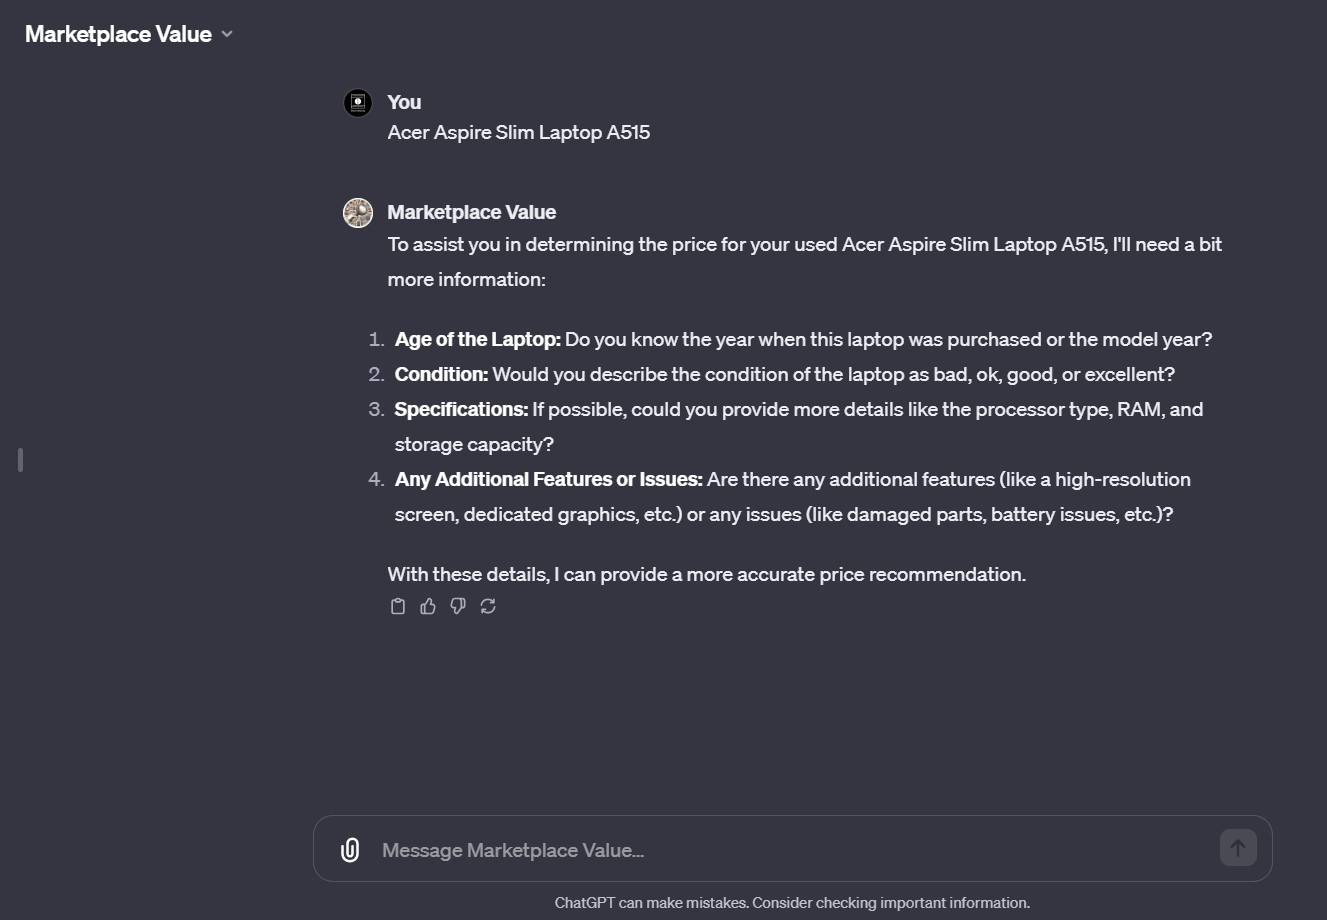 Marketplace Value
You
Acer Aspire Slim Laptop A515
Marketplace Value
To assist you in determining the price for your used Acer Aspire Slim Laptop A515, I'll need a bit
more information:
1. Age of the Laptop: Do you know the year when this laptop was purchased or the model year?
2. Condition: Would you describe the condition of the laptop as bad, ok, good, or excellent?
3. Specifications: If possible, could you provide more details like the processor type, RAM, and
storage capacity?
4. Any Additional Features or Issues: Are there any additional features (like a high-resolution
screen, dedicated graphics, etc.) or any issues (like damaged parts, battery issues, etc.)?
With these details, I can provide a more accurate price recommendation.
Message Marketplace Value...
ChatGPT can make mistakes. Consider checking important information.